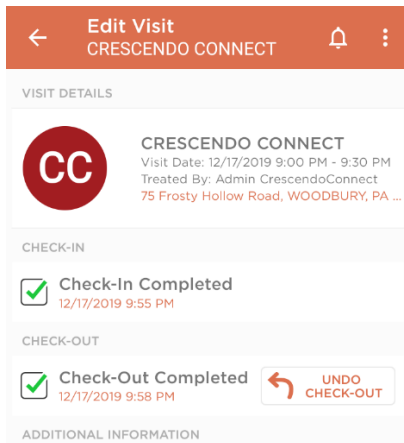 Edit Visit
CRESCENDO CONNECT
VISIT DETAILS
CC
CRESCENDO CONNECT
Visit Date: 12/17/2019 9:00 PM - 9:30 PM
Treated By: Admin CrescendoConnect
75 Frosty Hollow Road, WOODBURY, PA ...
CHECK-IN
Check-In Completed
12/17/2019 9:55 PM
CHECK-OUT
Check-Out Completed
12/17/2019 9:58 PM
UNDO
CHECK-OUT
ADDITIONAL INFORMATION